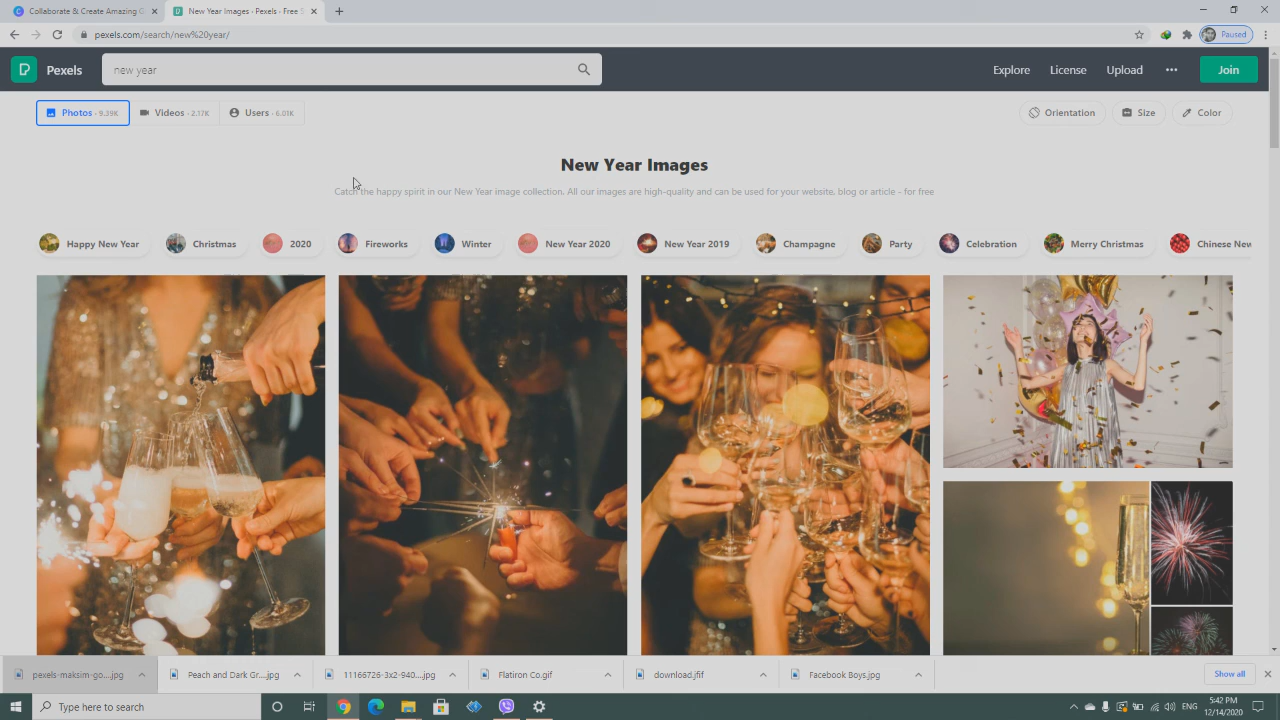 Collaborate & Create Amazing G
New Year Images · Pexels · Free S
pexels.com/search/new%20year/
Paused
Pexels
new year
Explore
License
Upload
Join
Photos · 9.39K
Videos · 2.17K
Users · 6.01K
Orientation
Size
Color
New Year Images
Catch the happy spirit in our New Year image collection. All our images are high-quality and can be used for your website, blog or article - for free
Happy New Year
Christmas
2020
Fireworks
Winter
New Year 2020
New Year 2019
Champagne
Party
Celebration
Merry Christmas
Chinese New
pexels-maksim-go....jpg
Peach and Dark Gr....jpg
11166726-3x2-940....jpg
Flatirön Co.gif
download.jfif
Facebook Boys.jpg
Show all
Type here to search
ENG
5:42 PM
12/14/2020